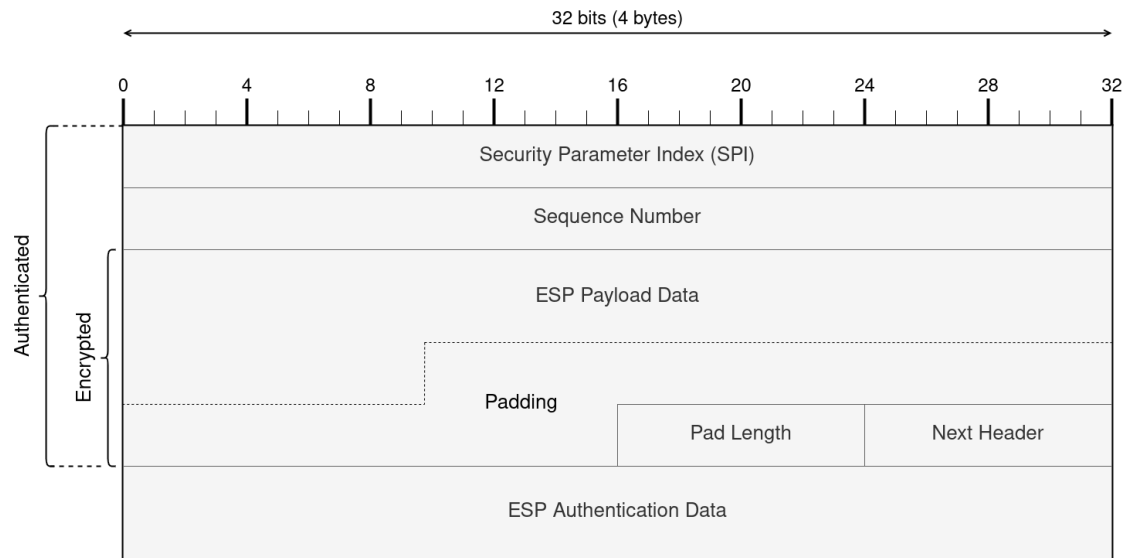 32 bits (4 bytes)
0 4 8 12 16 20 24 28 32
Security Parameter Index (SPI)
Sequence Number
Authenticated
Encrypted
ESP Payload Data
Padding
Pad Length Next Header
ESP Authentication Data